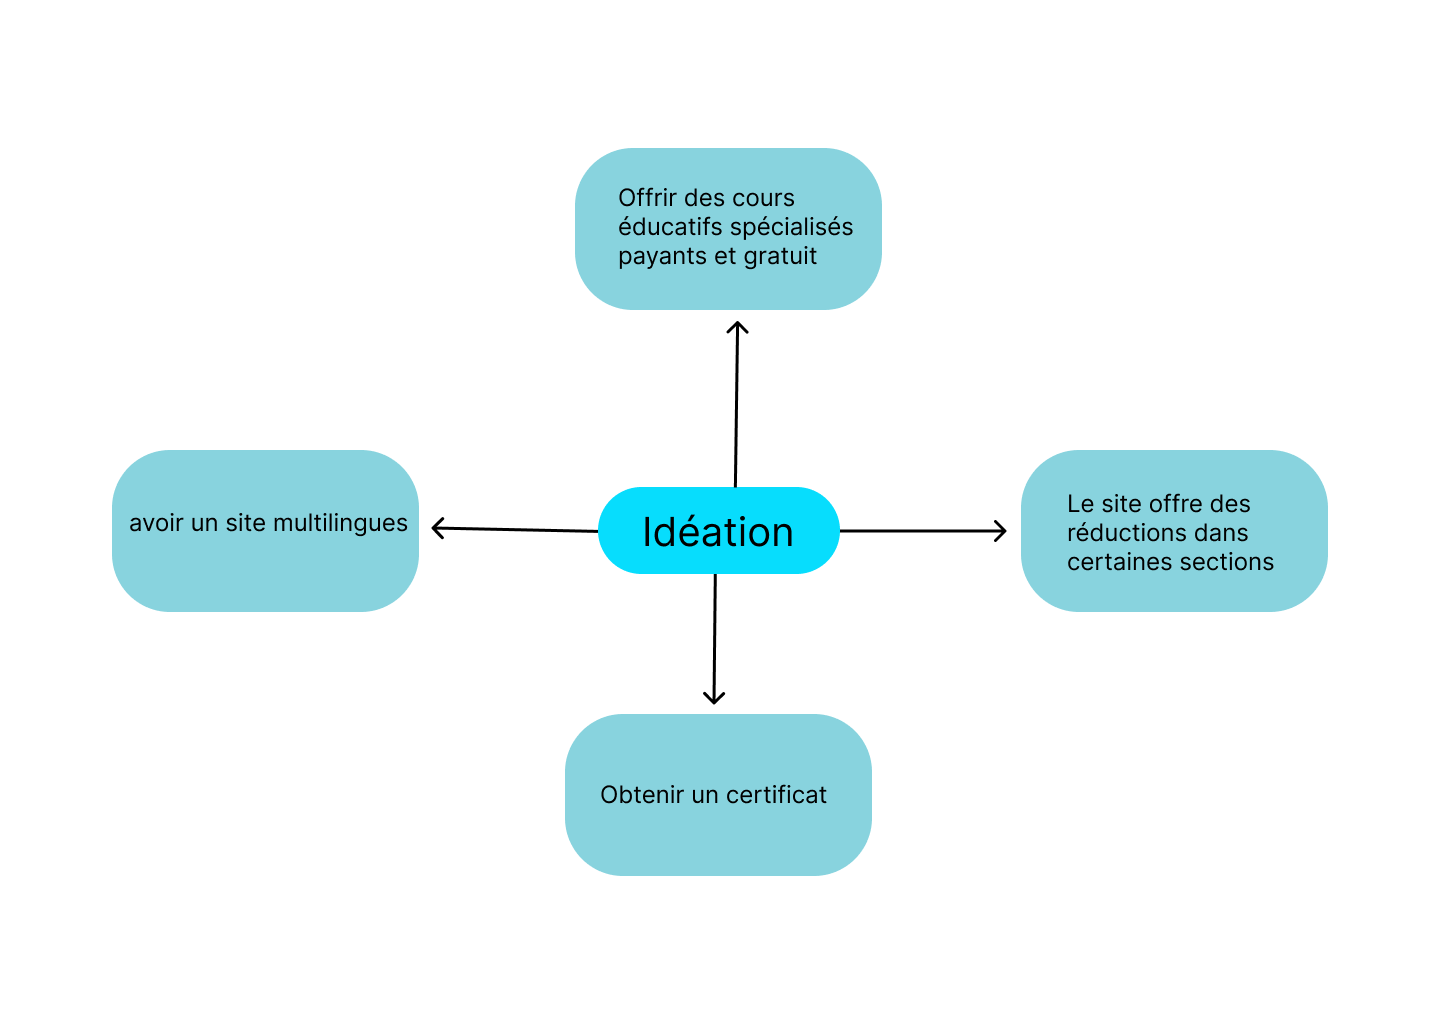 Offrir des cours
éducatifs spécialisés
payants et gratuit
avoir un site multilingues
Idéation
Le site offre des
réductions dans
certaines sections
Obtenir un certificat